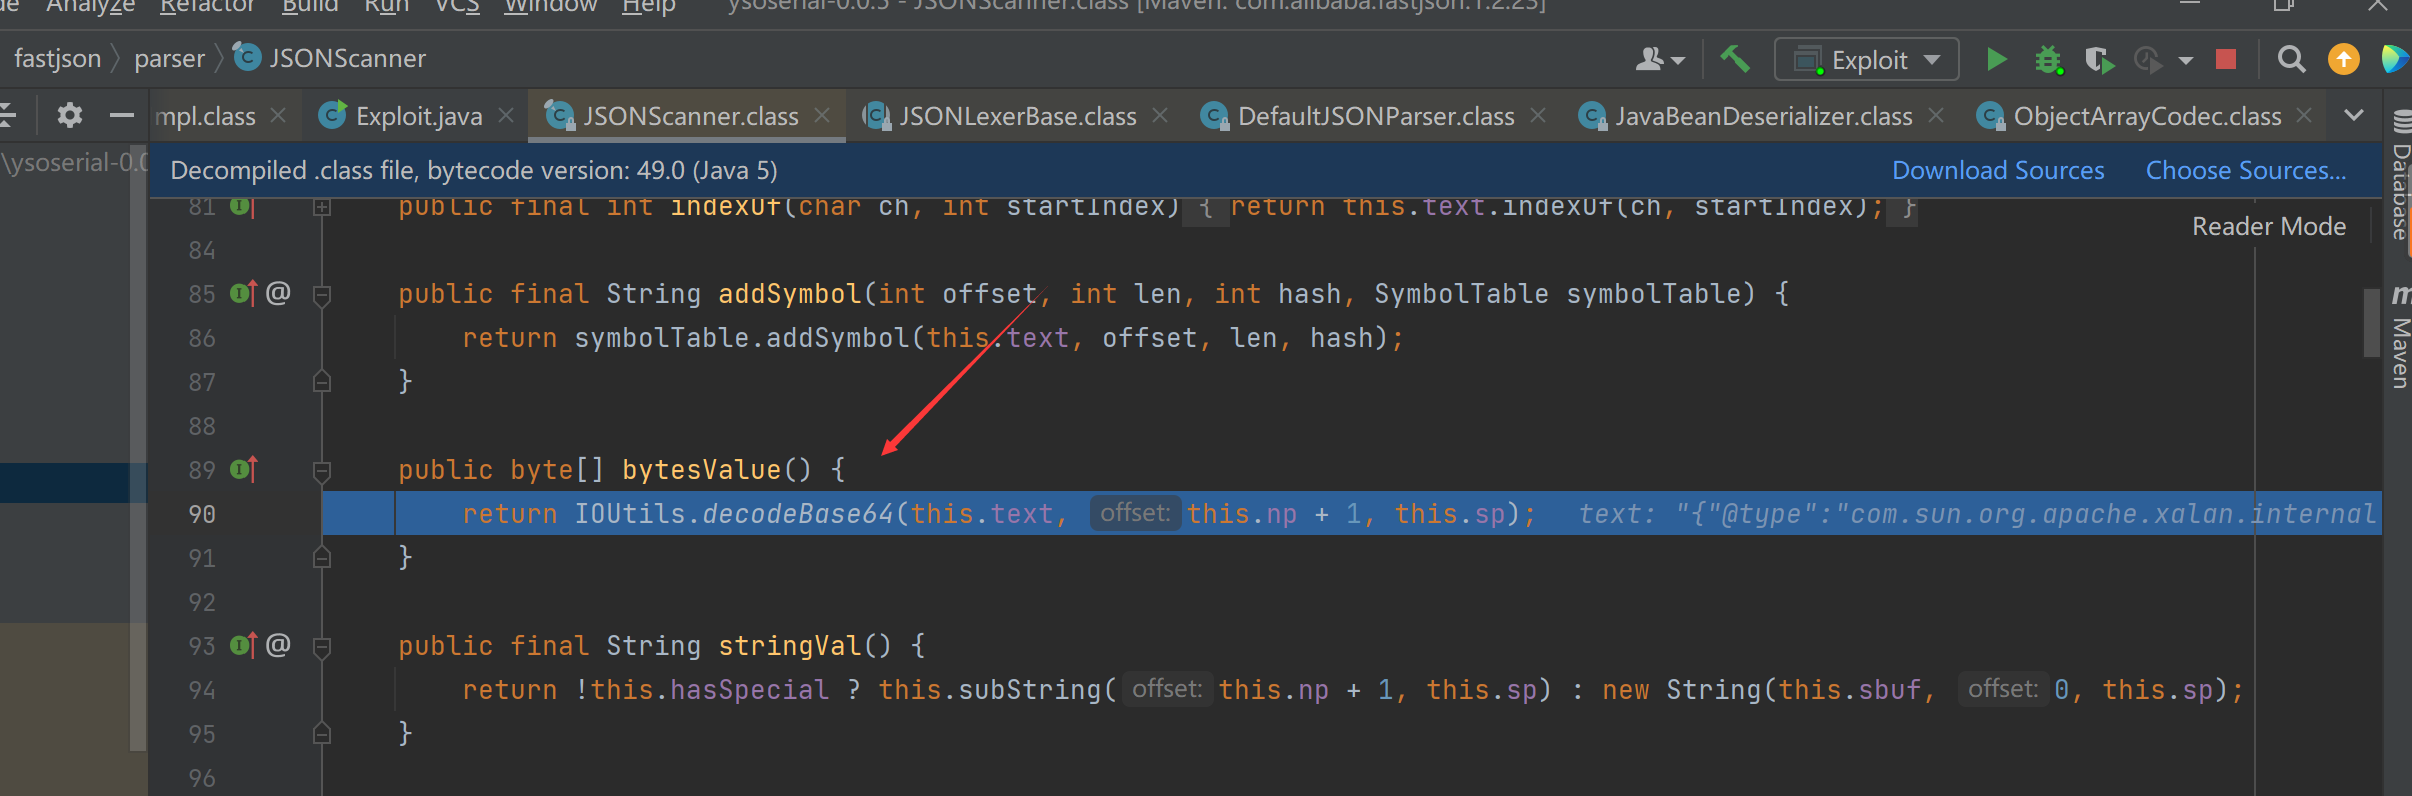 de Analyze Refactor Build Run VCS Window Help ysoserial-0.0.5 - JSONScanner.class [Maven: com.alibaba:fastjson:1.2.23]
fastjson parser JSONScanner Exploit
mpl.class Exploit.java JSONScanner.class JSONLexerBase.class DefaultJSONParser.class JavaBeanDeserializer.class ObjectArrayCodec.class
\ysoserial-0.0
Decompiled .class file, bytecode version: 49.0 (Java 5) Download Sources Choose Sources...
Reader Mode
81 public final int indexOf(char ch, int startIndex) { return this.text.indexOf(ch, startIndex); }
84
85 @ public final String addSymbol(int offset, int len, int hash, SymbolTable symbolTable) {
86 return symbolTable.addSymbol(this.text, offset, len, hash);
87 }
88
89 public byte[] bytesValue() {
90 return IOUtils.decodeBase64(this.text, offset: this.np + 1, this.sp); text: "{"@type":"com.sun.org.apache.xalan.internal
91 }
92
93 @ public final String stringVal() {
94 return !this.hasSpecial ? this.subString( offset: this.np + 1, this.sp) : new String(this.sbuf, offset: 0, this.sp);
95 }
96
Database
Maven